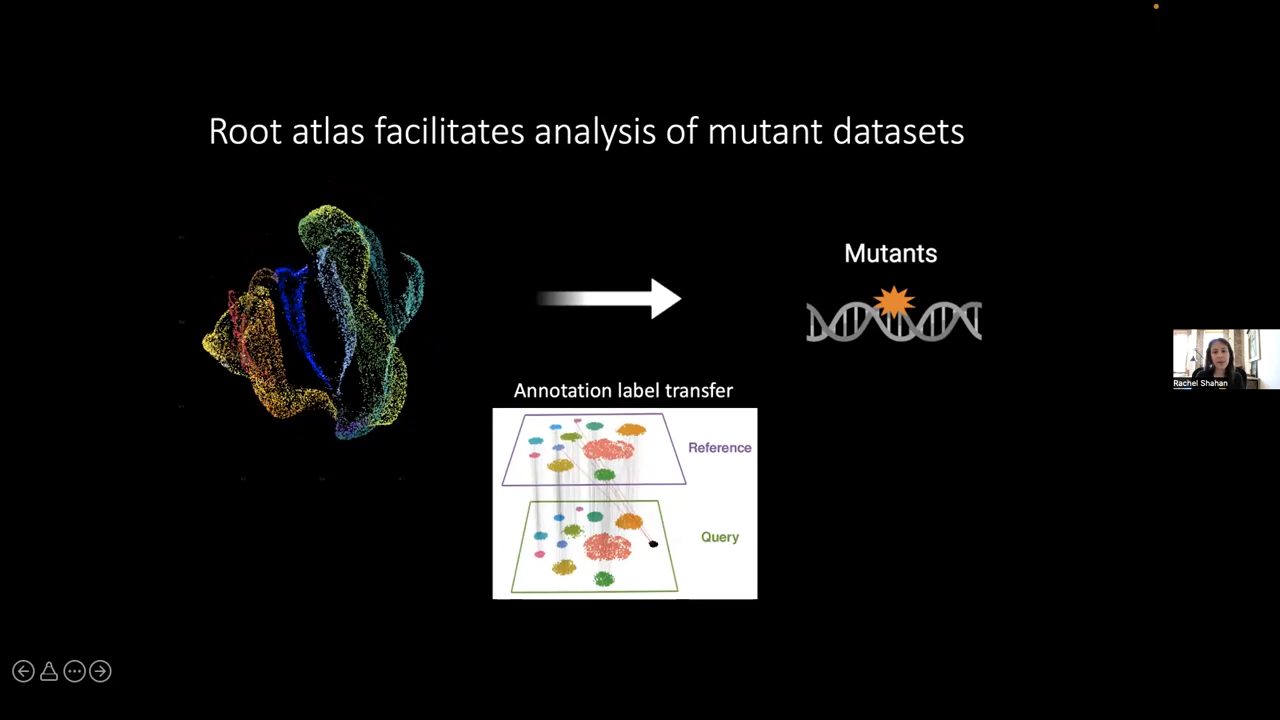 Root atlas facilitates analysis of mutant datasets
Mutants
Annotation label transfer
Reference
Query
Rachel Shahan